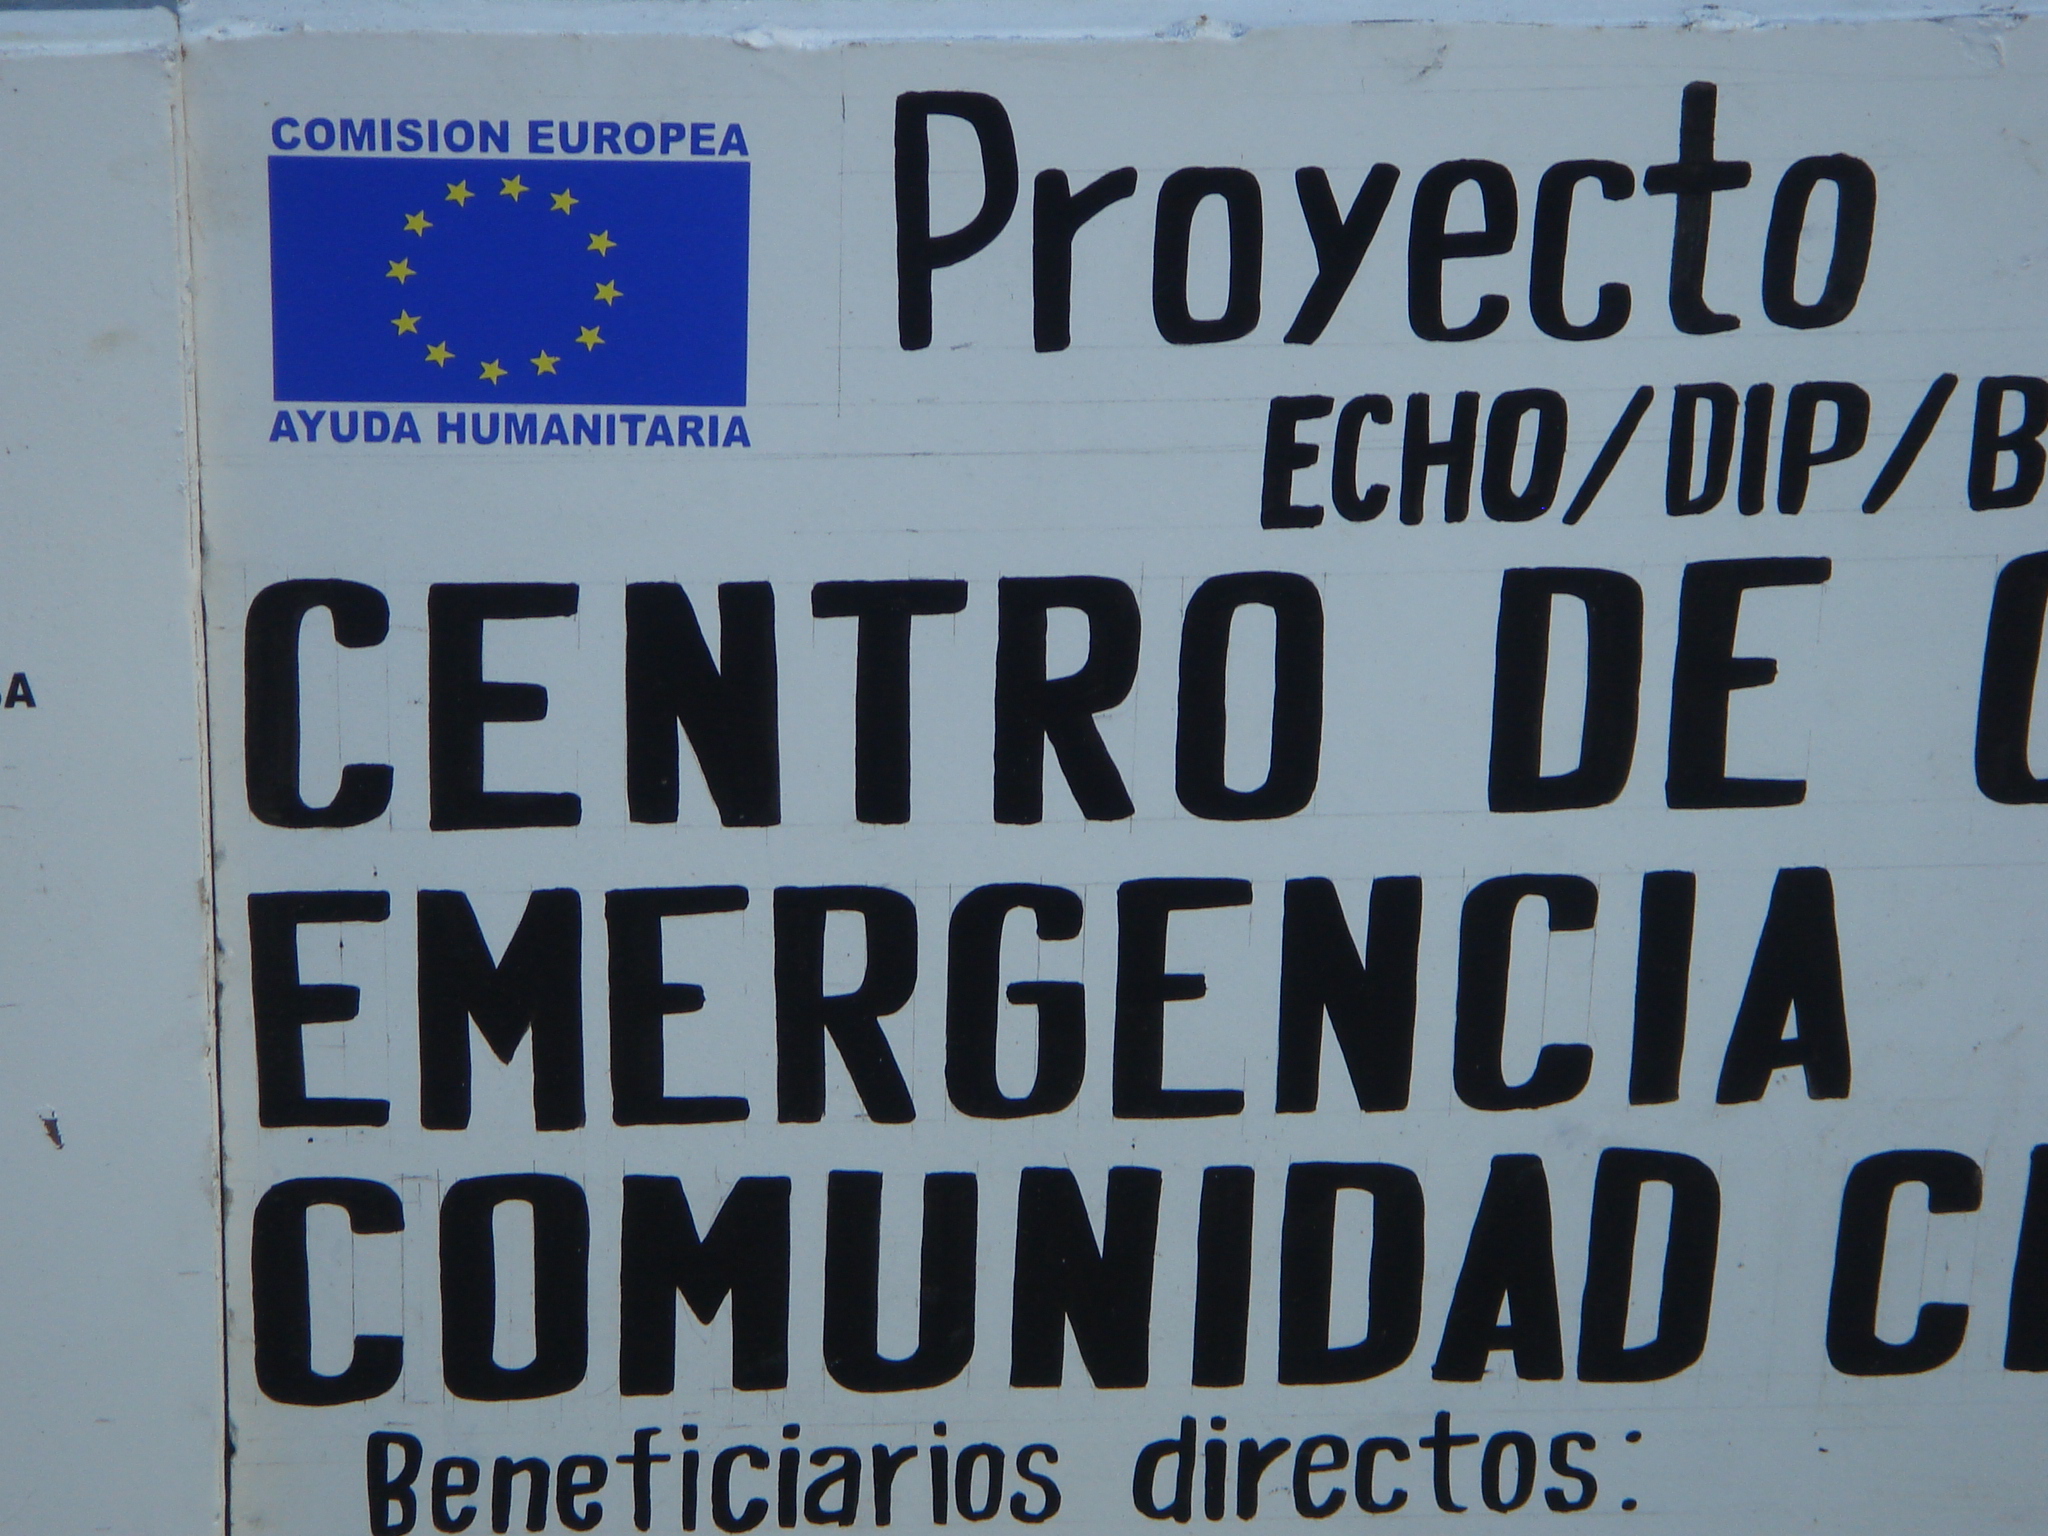 COMISION EUROPEA
AYUDA HUMANITARIA
Proyecto
ECHO/DIP/B
CENTRO DE
EMERGENCIA
COMUNIDAD
Beneficiarios directos: